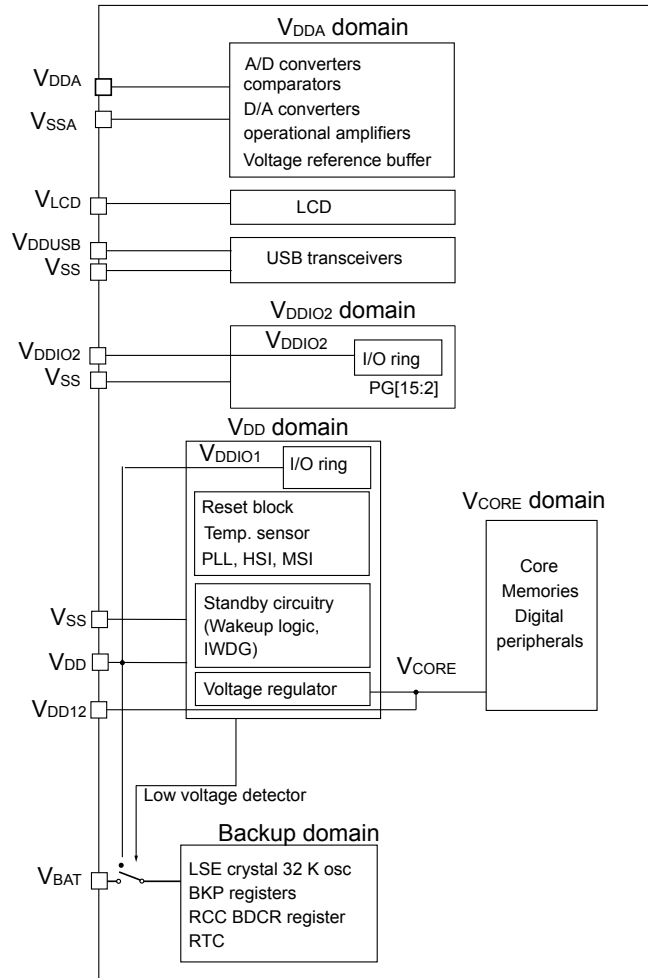 VDDA domain
VDDA
VSSA
A/D converters
comparators
D/A converters
operational amplifiers
Voltage reference buffer
VLCD
LCD
VDDUSB
VSS
USB transceivers
VDDIO2 domain
VDDIO2
VSS
VDDIO2
I/O ring
PG[15:2]
VDD domain
VDDIO1
I/O ring
Reset block
Temp. sensor
PLL, HSI, MSI
VSS
Standby circuitry
(Wakeup logic,
IWDG)
VDD
Voltage regulator
VDD12
VCORE
VCORE domain
Core
Memories
Digital
peripherals
Low voltage detector
Backup domain
VBAT
LSE crystal 32 K osc
BKP registers
RCC BDCR register
RTC